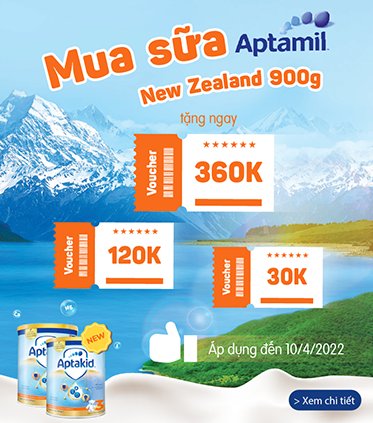 Mua sữa Aptamil
New Zealand 900g
tặng ngay
Voucher
360K
Voucher
120K
Voucher
30K
NEW
Aptakid
3
Áp dụng đến 10/4/2022
> Xem chi tiết